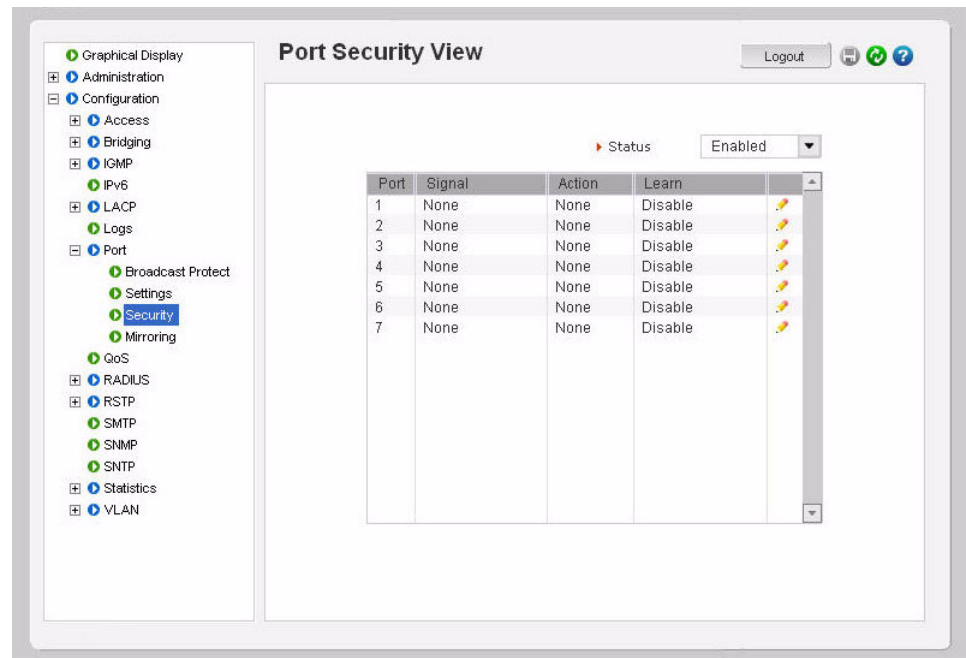 Graphical Display
Administration
Configuration
Access
Bridging
IGMP
IPv6
LACP
Logs
Port
Broadcast Protect
Settings
Security
Mirroring
QoS
RADIUS
RSTP
SMTP
SNMP
SNTP
Statistics
VLAN
Port Security View
Logout
Status Enabled
Port Signal Action Learn
1 None None Disable
2 None None Disable
3 None None Disable
4 None None Disable
5 None None Disable
6 None None Disable
7 None None Disable